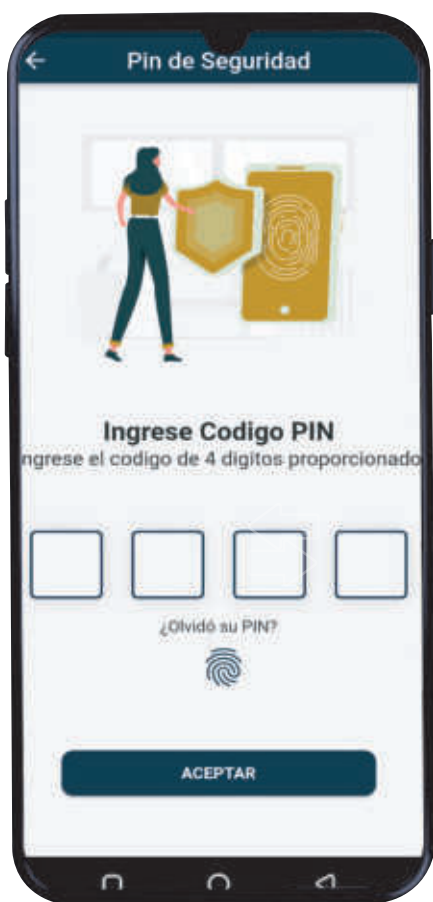 Pin de Seguridad
Ingrese Codigo PIN
ngrese el codigo de 4 digitos proporcionado
¿Olvidó su PIN?
ACEPTAR